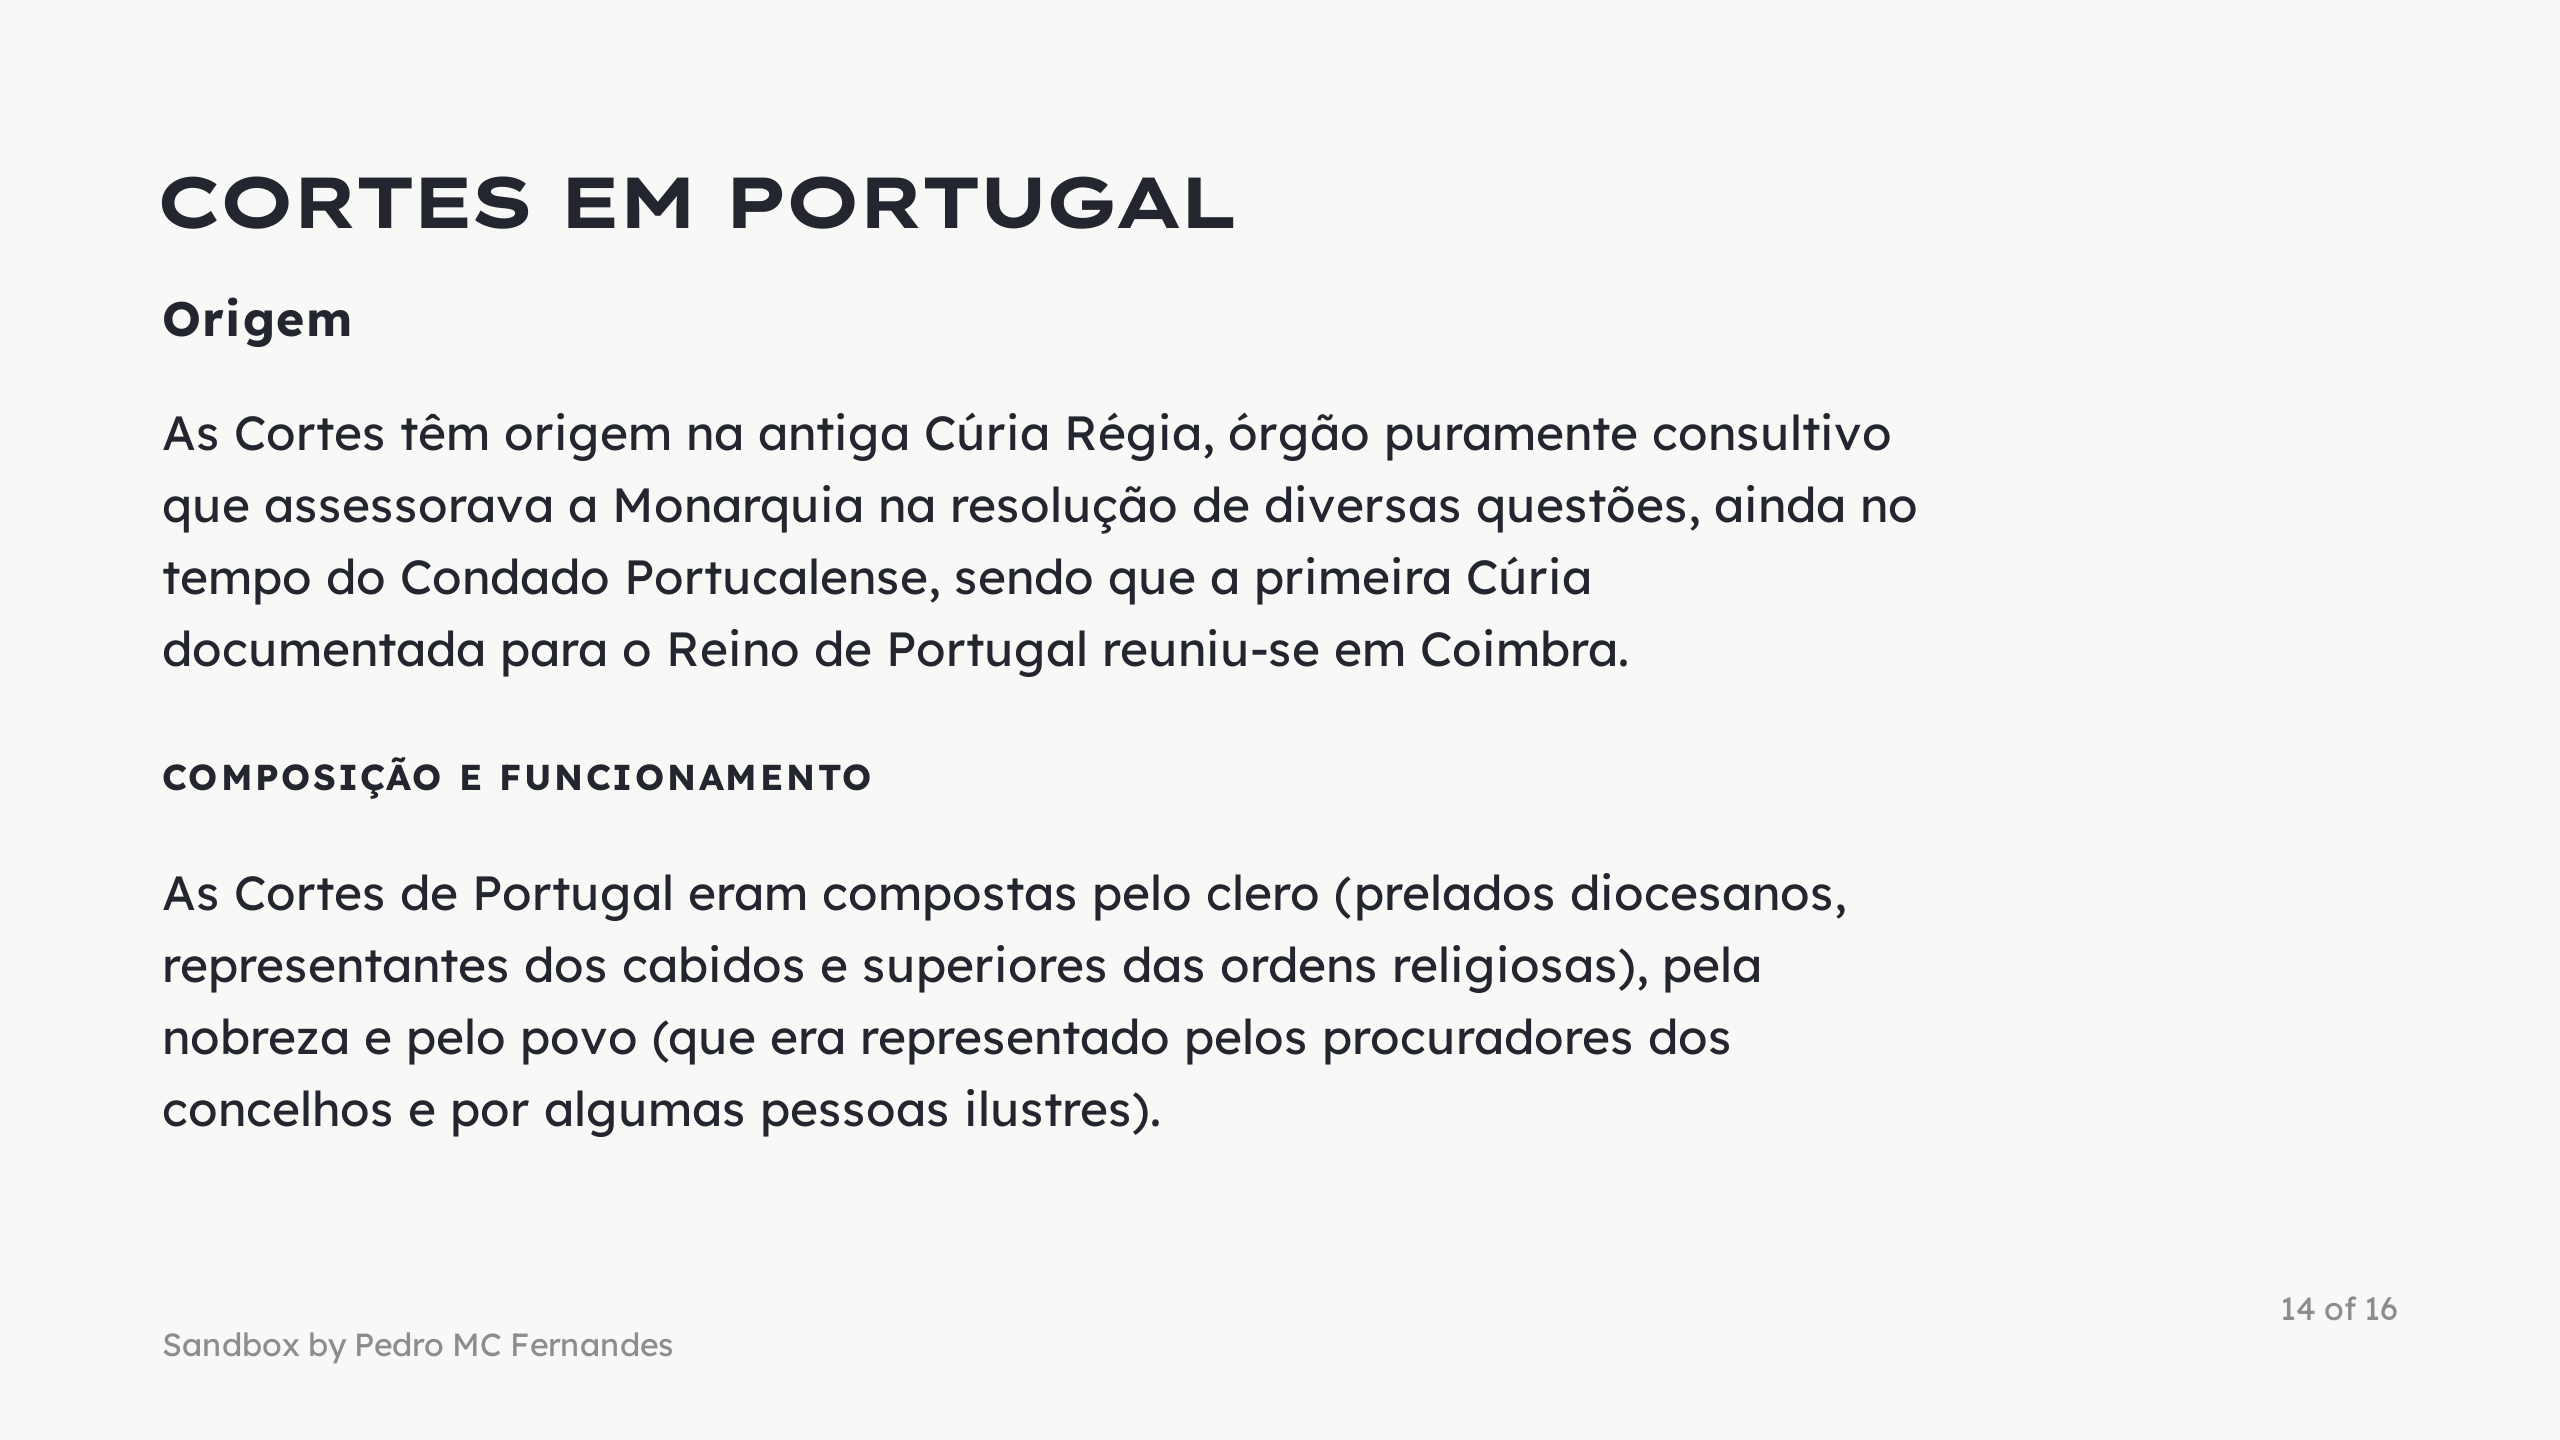 CORTES EM PORTUGAL
Origem
As Cortes têm origem na antiga Cúria Régia, órgão puramente consultivo
que assessorava a Monarquia na resolução de diversas questões, ainda no
tempo do Condado Portucalense, sendo que a primeira Cúria
documentada para o Reino de Portugal reuniu-se em Coimbra.
COMPOSIÇÃO E FUNCIONAMENTO
As Cortes de Portugal eram compostas pelo clero (prelados diocesanos,
representantes dos cabidos e superiores das ordens religiosas), pela
nobreza e pelo povo (que era representado pelos procuradores dos
concelhos e por algumas pessoas ilustres).
14 of 16
Sandbox by Pedro MC Fernandes